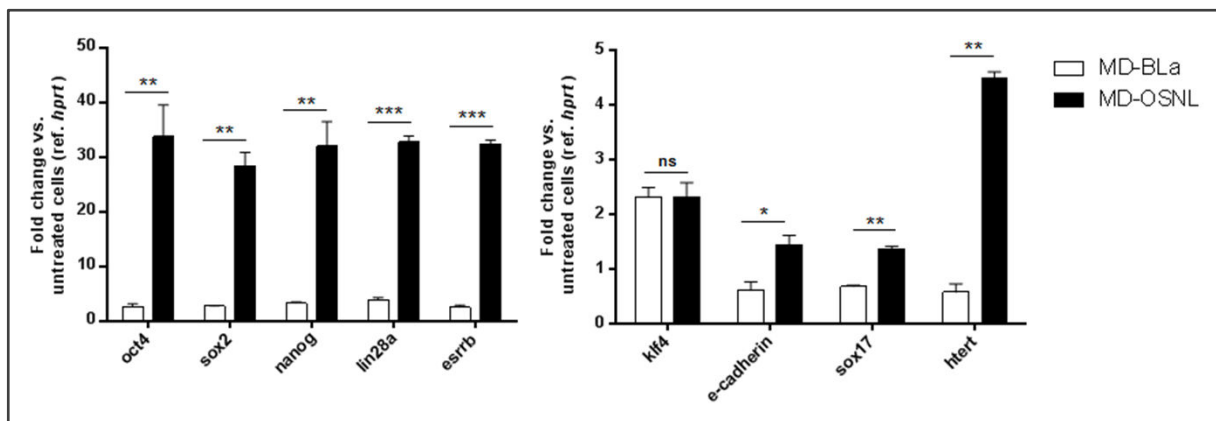 Fold change vs.
untreated cells (ref. hprt)
50
40
30
20
10
0
**
**
**
***
***
oct4
sox2
nanog
lin28a
esrrb
Fold change vs.
untreated cells (ref. hprt)
5
4
3
2
1
0
ns
*
**
**
klf4
e-cadherin
sox17
htert
MD-BLa
MD-OSNL